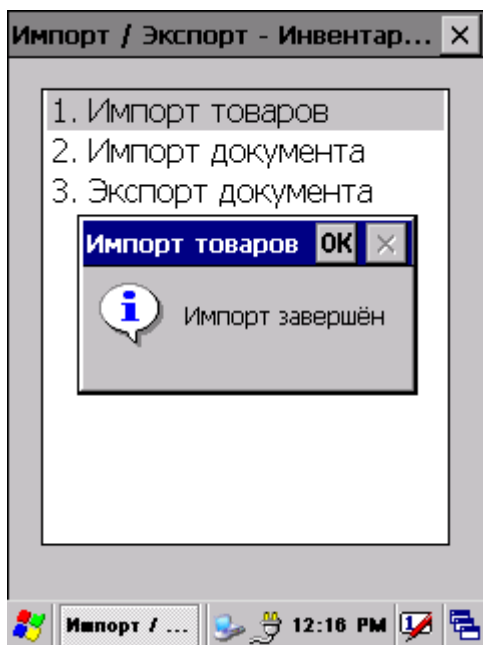 Импорт / Экспорт - Инвентар...
1. Импорт товаров
2. Импорт документа
3. Экспорт документа
Импорт товаров OK
Импорт завершён
Импорт / ... 12:16 PM